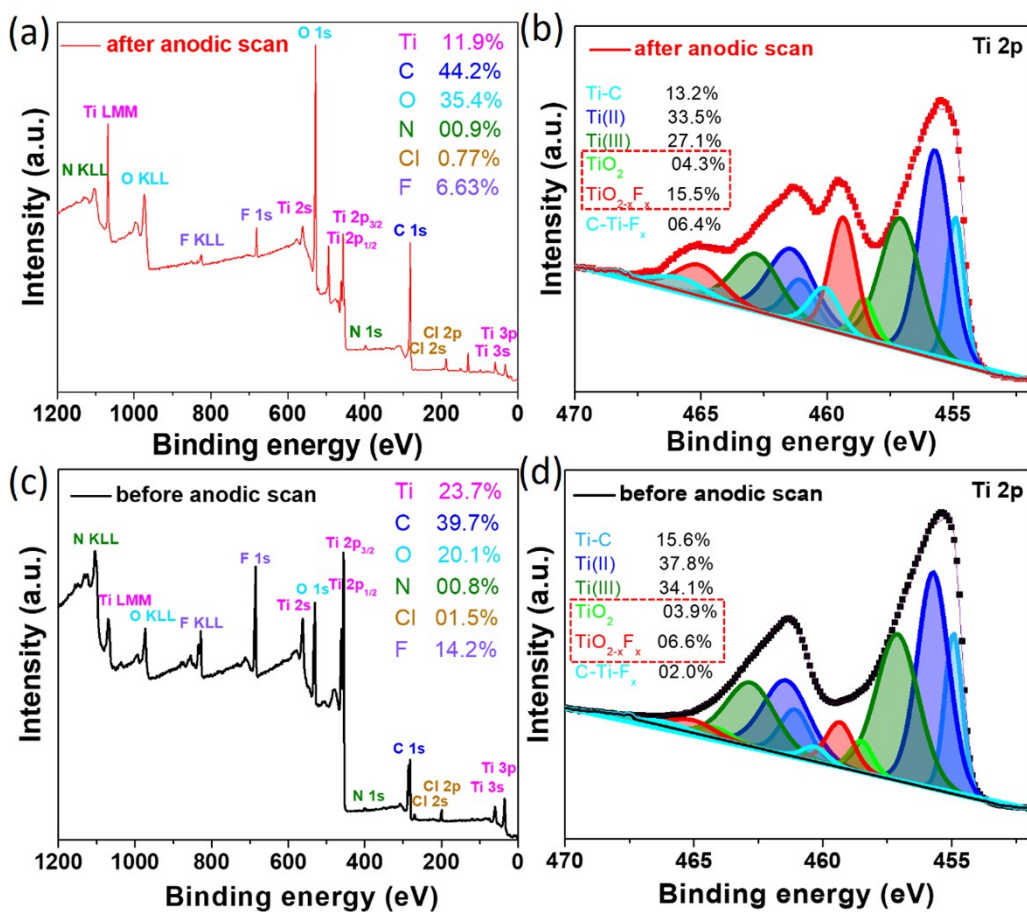 (a)
after anodic scan
O 1s
Ti 11.9%
C 44.2%
O 35.4%
N 00.9%
Cl 0.77%
F 6.63%
Ti LMM
N KLL
O KLL
F KLL
F 1s
Ti 2s
Ti 2p3/2
Ti 2p1/2
C 1s
N 1s
Cl 2p
Cl 2s
Ti 3p
Ti 3s
Intensity (a.u.)
1200 1000 800 600 400 200 0
Binding energy (eV)
(b)
after anodic scan
Ti 2p
Ti-C 13.2%
Ti(II) 33.5%
Ti(III) 27.1%
TiO2 04.3%
TiO2-xFx 15.5%
C-Ti-Fx 06.4%
Intensity (a.u.)
470 465 460 455
Binding energy (eV)
(c)
before anodic scan
Ti 23.7%
C 39.7%
O 20.1%
N 00.8%
Cl 01.5%
F 14.2%
N KLL
Ti LMM
O KLL
F KLL
F 1s
Ti 2s
O 1s
Ti 2p3/2
Ti 2p1/2
N 1s
C 1s
Cl 2p
Cl 2s
Ti 3p
Ti 3s
Intensity (a.u.)
1200 1000 800 600 400 200 0
Binding energy (eV)
(d)
before anodic scan
Ti 2p
Ti-C 15.6%
Ti(II) 37.8%
Ti(III) 34.1%
TiO2 03.9%
TiO2-xFx 06.6%
C-Ti-Fx 02.0%
Intensity (a.u.)
470 465 460 455
Binding energy (eV)